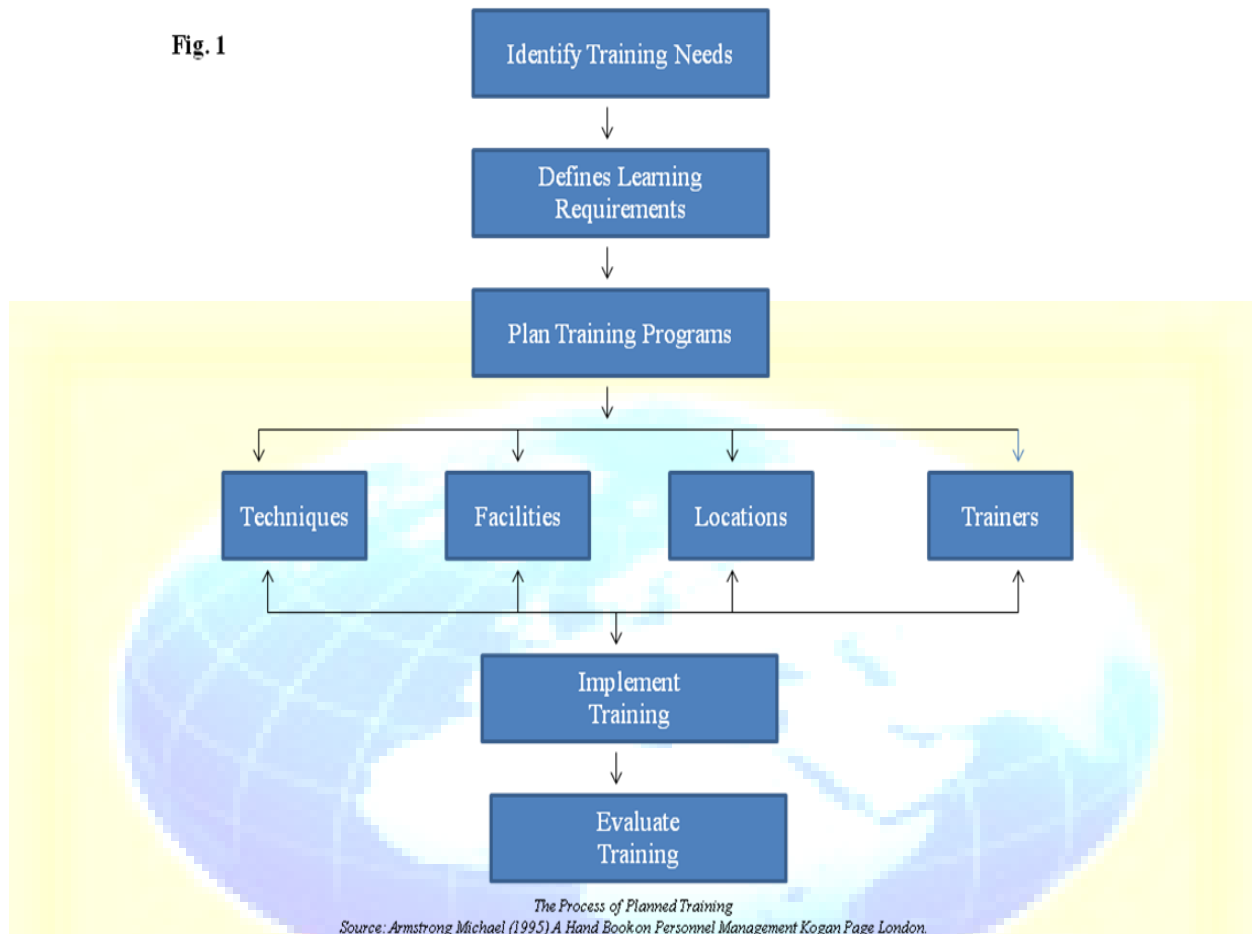 Fig. 1
Identify Training Needs
Defines Learning
Requirements
Plan Training Programs
Techniques
Facilities
Locations
Trainers
Implement
Training
Evaluate
Training
The Process of Planned Training
Source: Armstrong Michael (1995) A Hand Book on Personnel Management Kogan Page London.